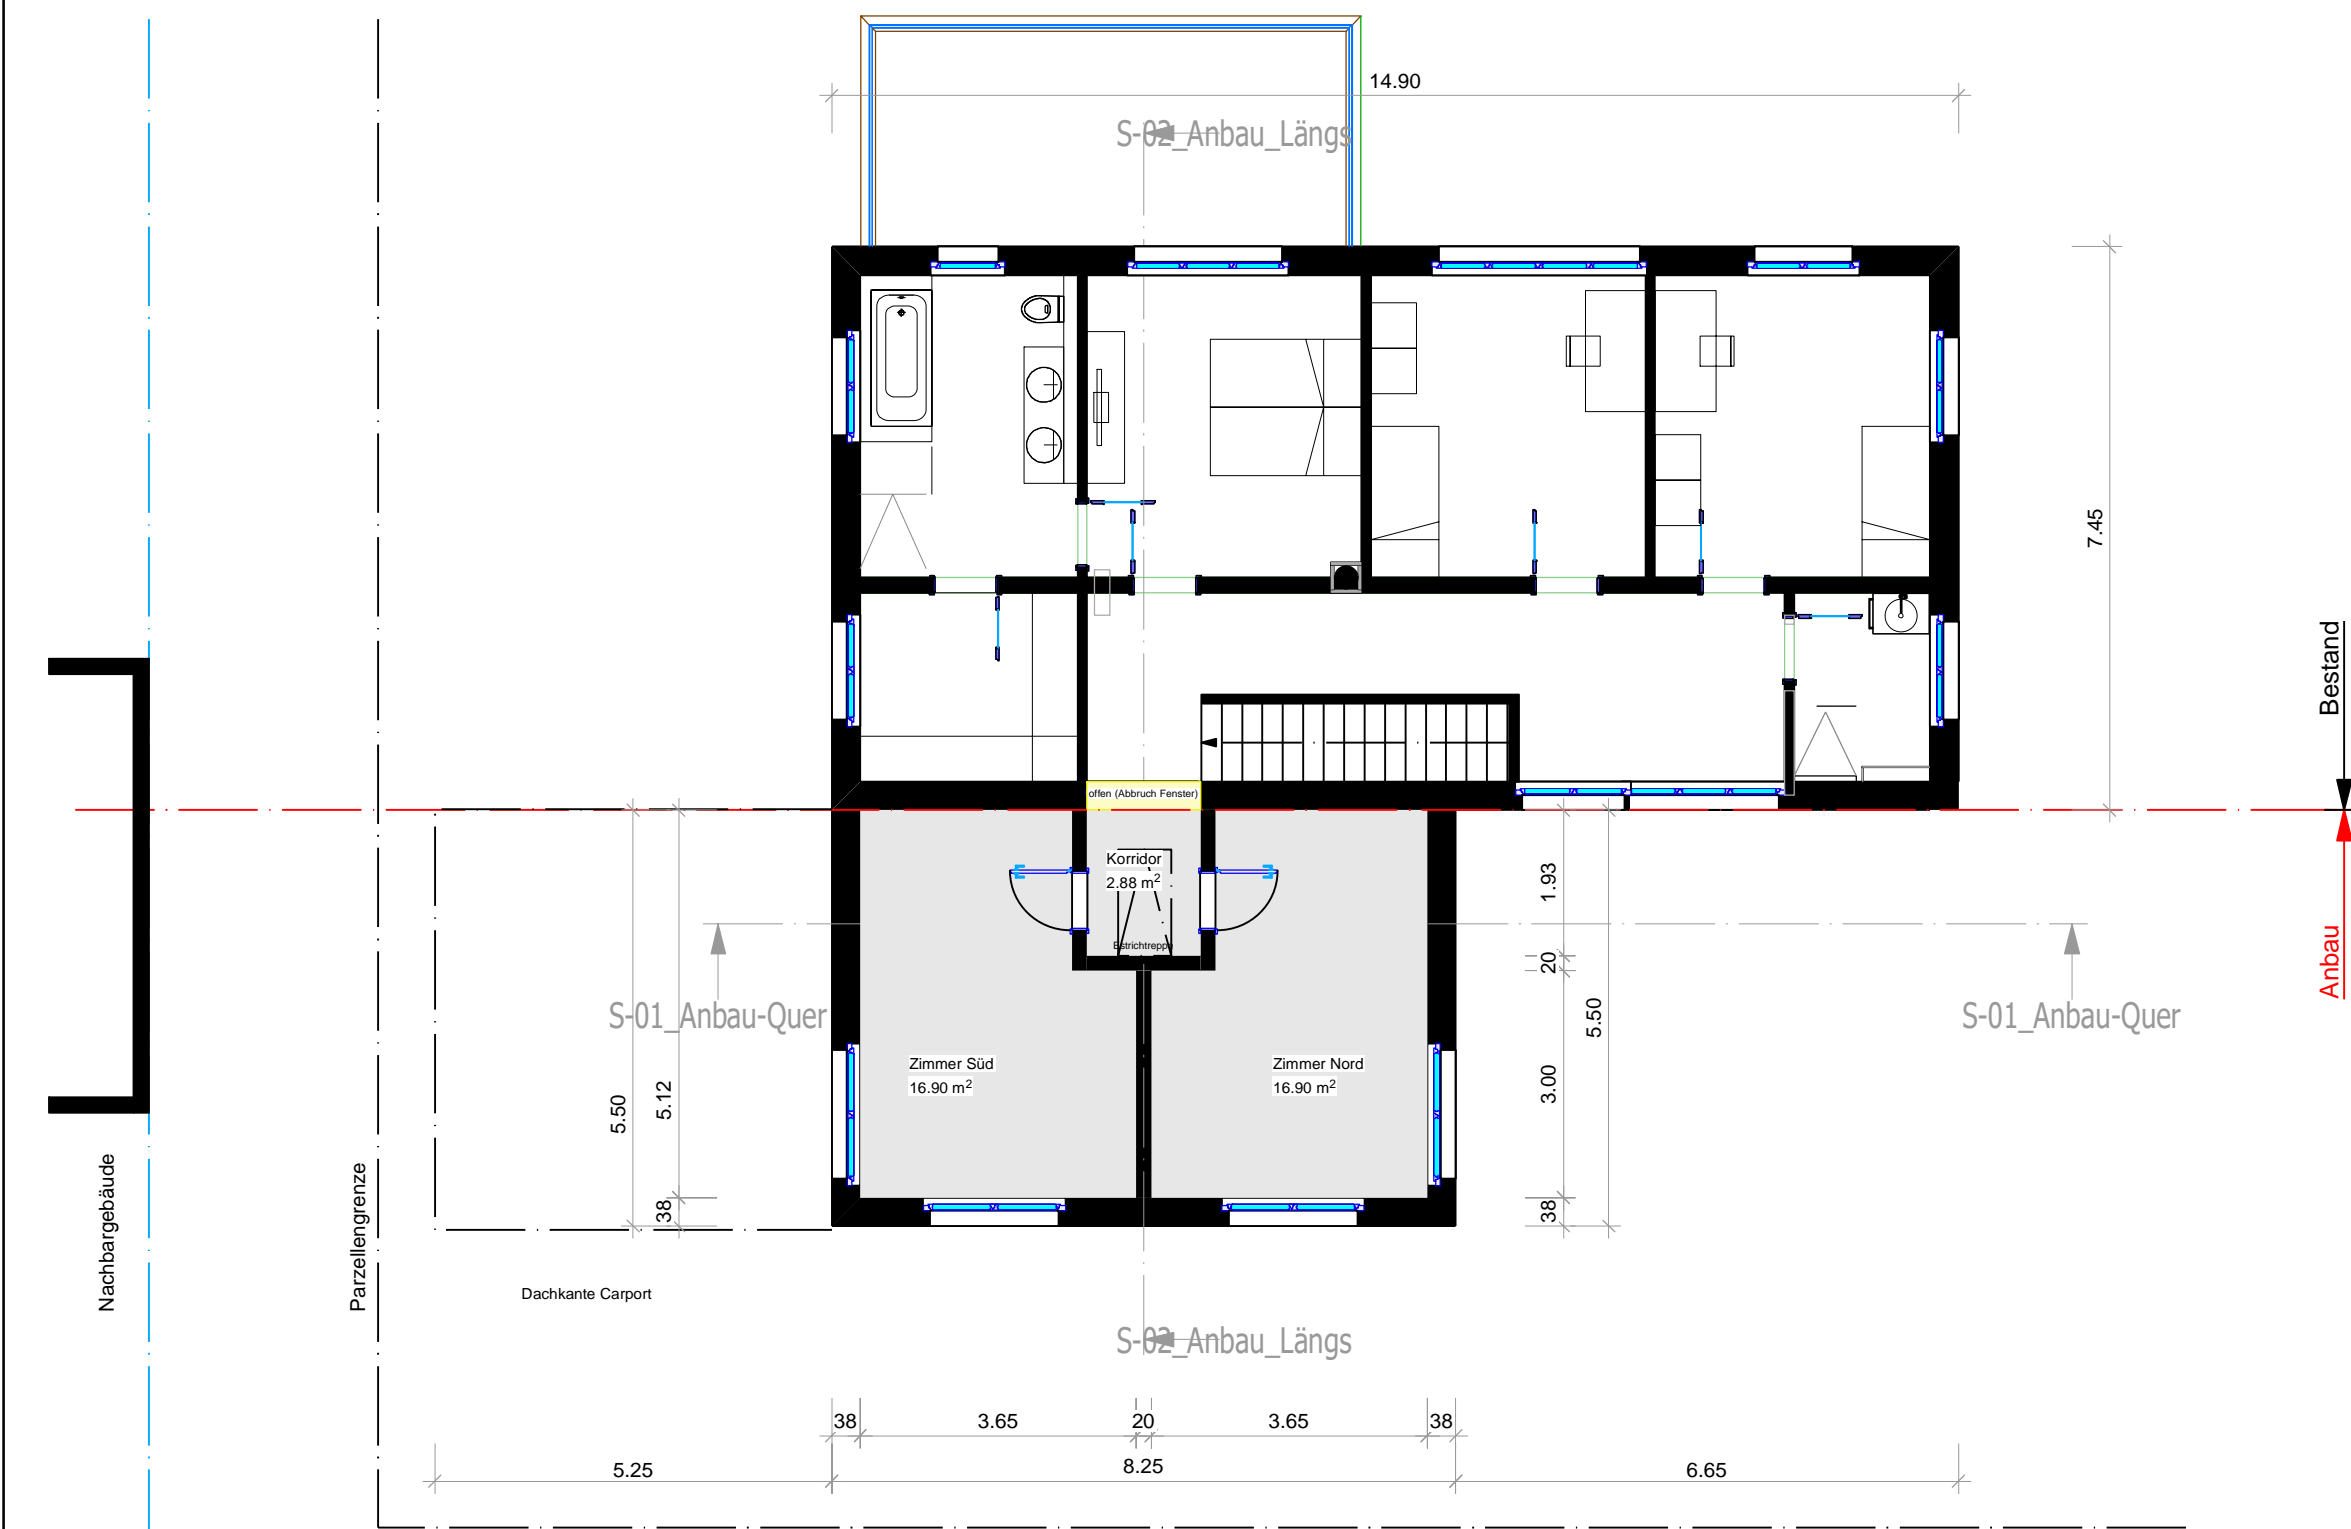 14.90
S-02_Anbau_Längs
7.45
Bestand
offen (Abbruch Fenster)
Korridor
2.88 m²
Estrichtreppe
1.93
20
Anbau
S-01_Anbau-Quer
S-01_Anbau-Quer
5.50
Zimmer Süd
16.90 m²
Zimmer Nord
16.90 m²
5.50
5.12
3.00
38
38
Nachbargebäude
Parzellengrenze
Dachkante Carport
S-02_Anbau_Längs
38
3.65
20
3.65
38
5.25
8.25
6.65